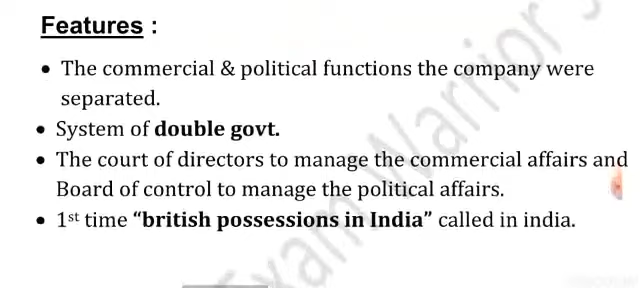 Features :
• The commercial & political functions the company were
separated.
• System of double govt.
• The court of directors to manage the commercial affairs and
Board of control to manage the political affairs.
• 1st time “british possessions in India” called in india.
Exam Warrior